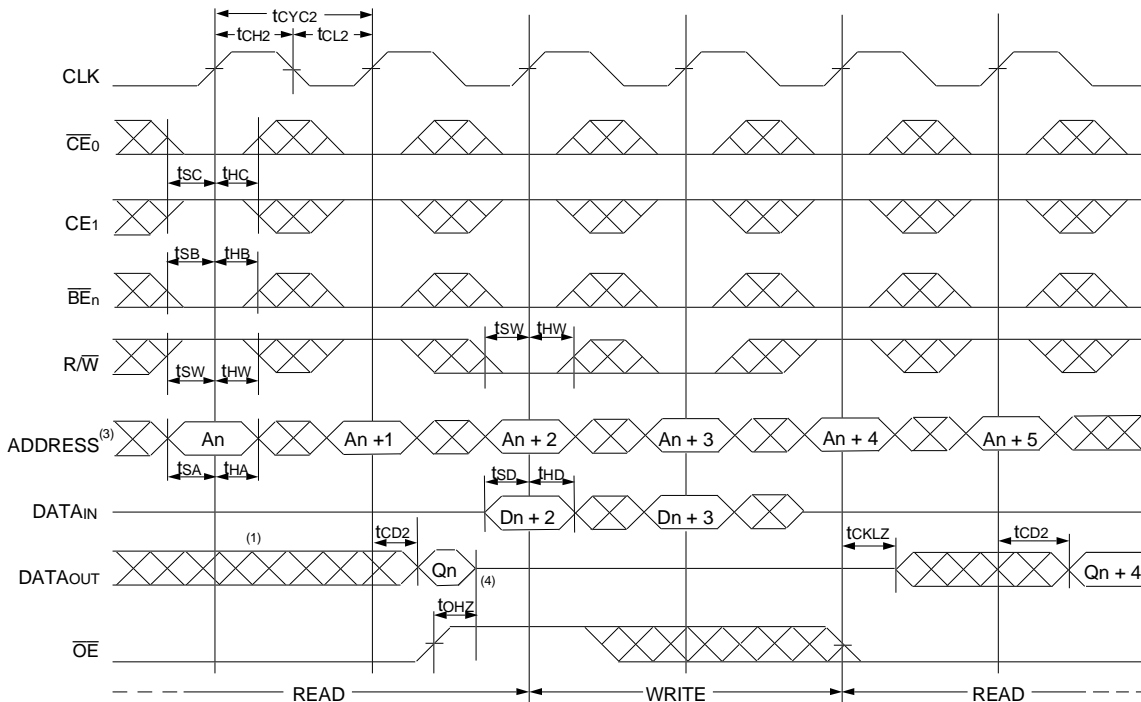 tCYC2
tCH2 tCL2
CLK
CE0
tSC tHC
CE1
tSB tHB
BEn
tSW tHW
R/W
tSW tHW
ADDRESS(3) An An +1 An + 2 An + 3 An + 4 An + 5
tSA tHA
tSD tHD
DATAIN Dn + 2 Dn + 3
tCD2 tCKLZ tCD2
(1)
DATAOUT Qn (4) Qn + 4
tOHZ
OE
READ WRITE READ